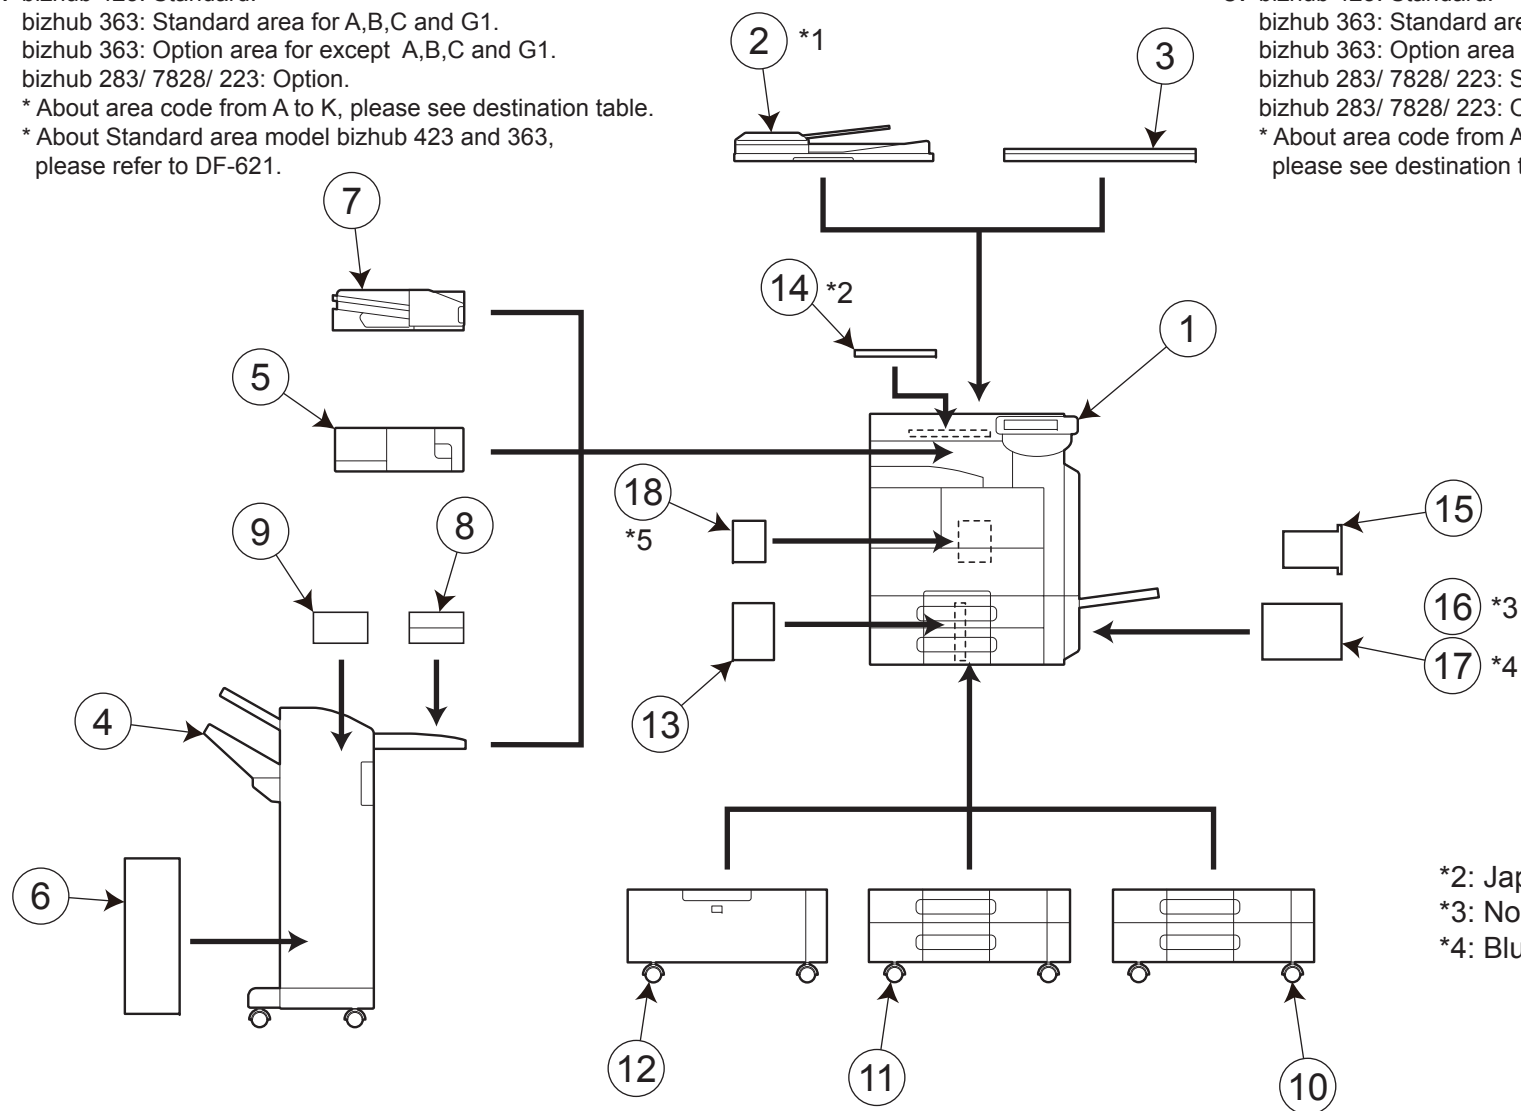 bizhub 363: Standard area for A,B,C and G1.
bizhub 363: Option area for except A,B,C and G1.
bizhub 283/ 7828/ 223: Option.
* About area code from A to K, please see destination table.
* About Standard area model bizhub 423 and 363,
please refer to DF-621.
bizhub 363: Standard
bizhub 363: Option area
bizhub 283/ 7828/ 223:
bizhub 283/ 7828/ 223:
* About area code from A
please see destination
2 *1
3
7
14 *2
1
5
18
*5
15
9
8
16 *3
17 *4
13
4
6
*2:
*3:
*4:
12
11
10